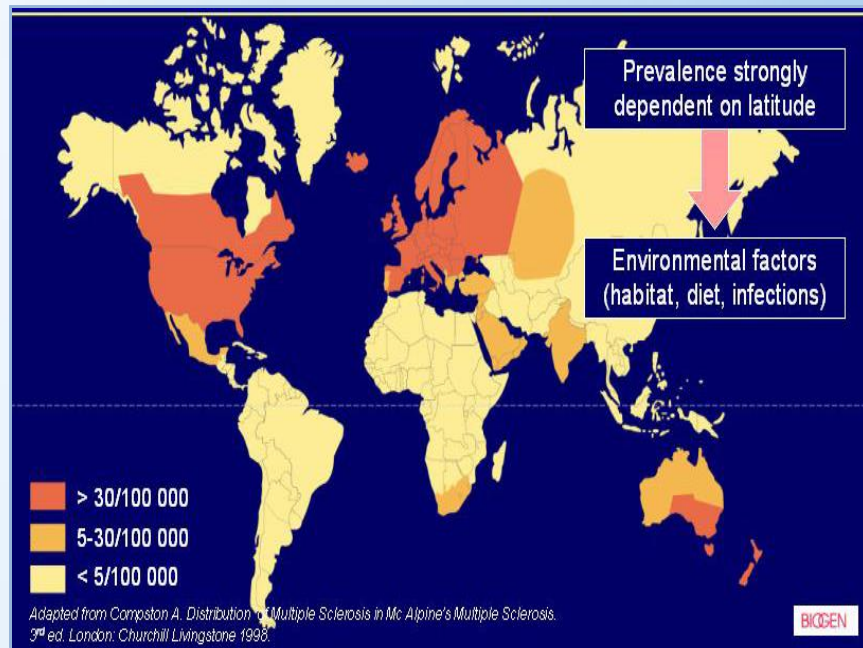 Prevalence strongly
dependent on latitude
Environmental factors
(habitat, diet, infections)
> 30/100 000
5-30/100 000
< 5/100 000
Adapted from Compston A. Distribution of Multiple Sclerosis in Mc Alpine's Multiple Sclerosis.
3rd ed. London: Churchill Livingstone 1998.
BIOGEN